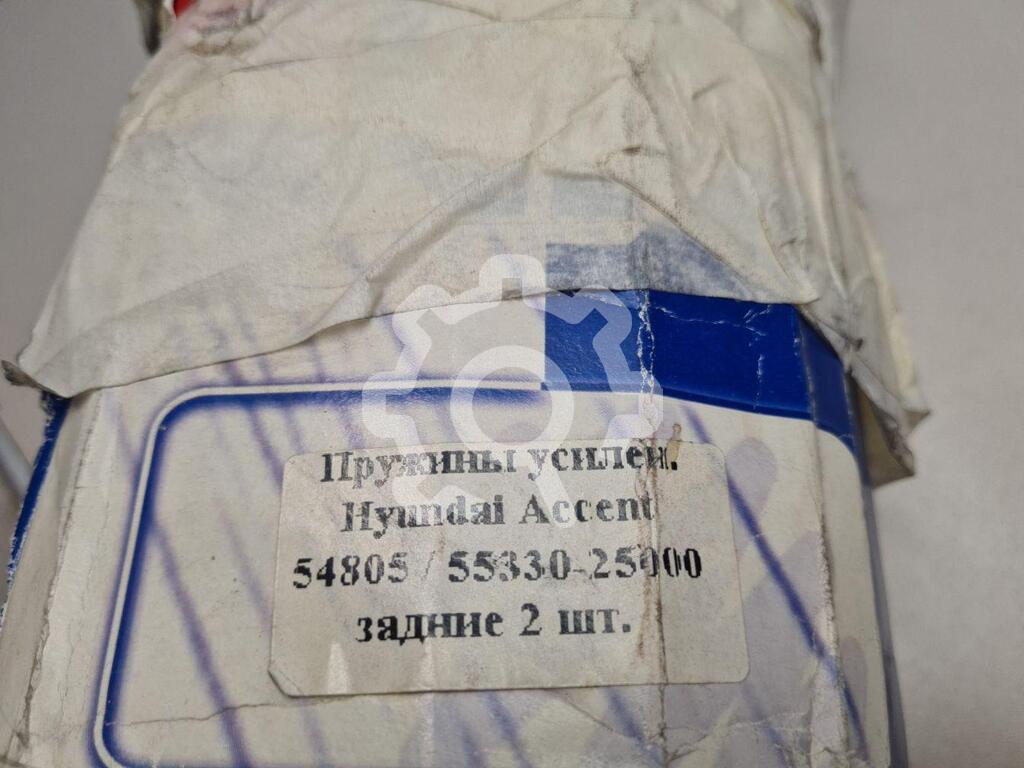 Пружины усилен.
Hyundai Accent
54805 / 55330-25000
задние 2 шт.